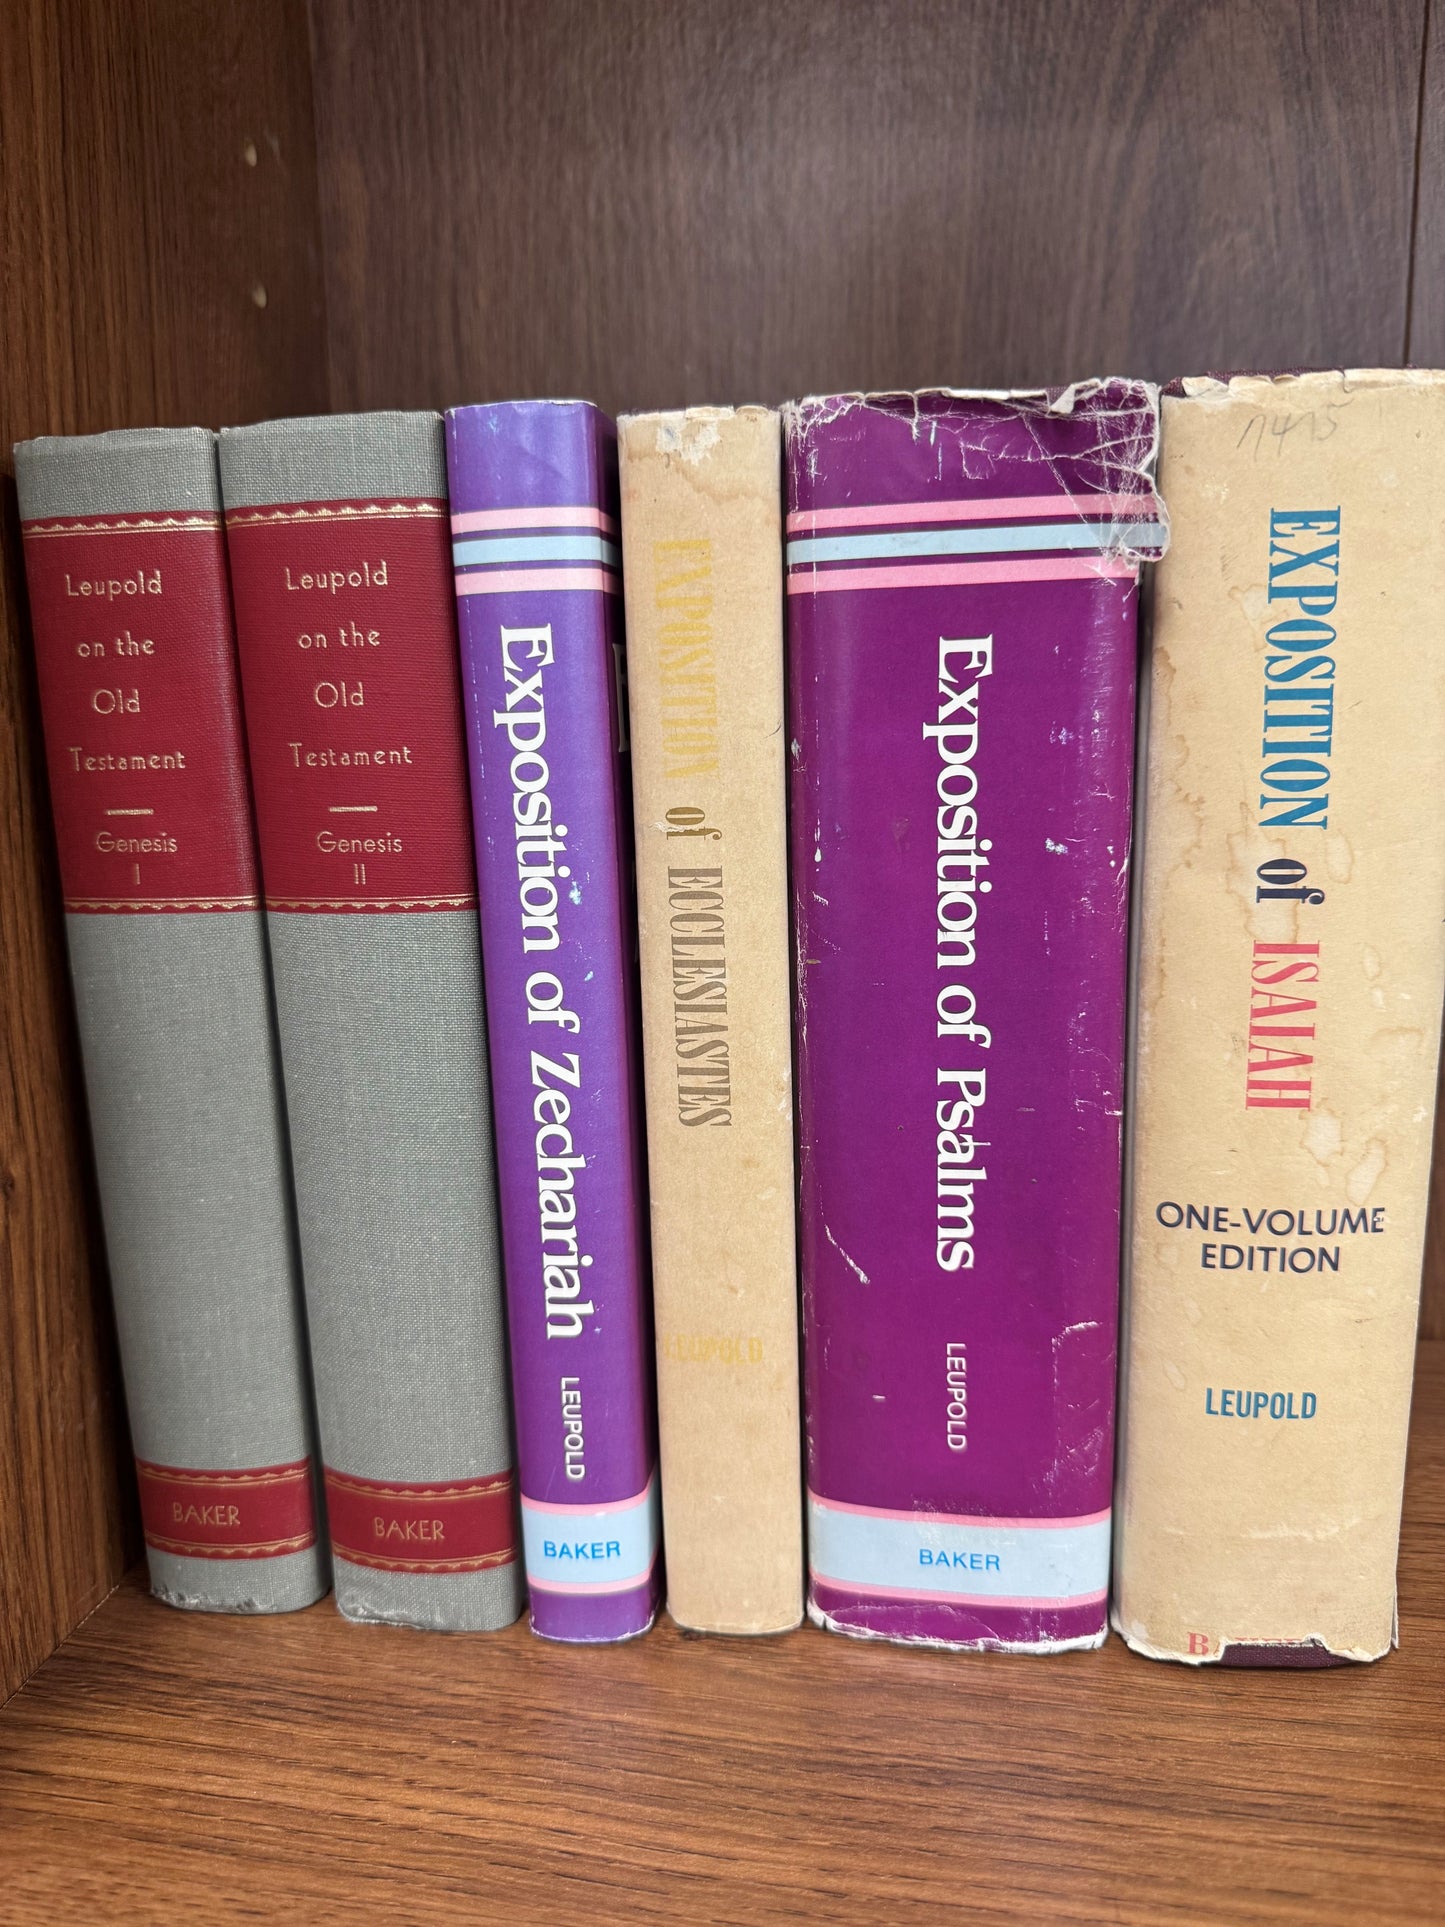 Leupold
on the
Old
Testament
Genesis
I
BAKER
Leupold
on the
Old
Testament
Genesis
II
BAKER
Exposition of Zechariah
LEUPOLD
BAKER
EXPOSITION of ECCLESIASTES
LEUPOLD
Exposition of Psalms
LEUPOLD
BAKER
EXPOSITION of ISAIAH
ONE-VOLUME
EDITION
LEUPOLD